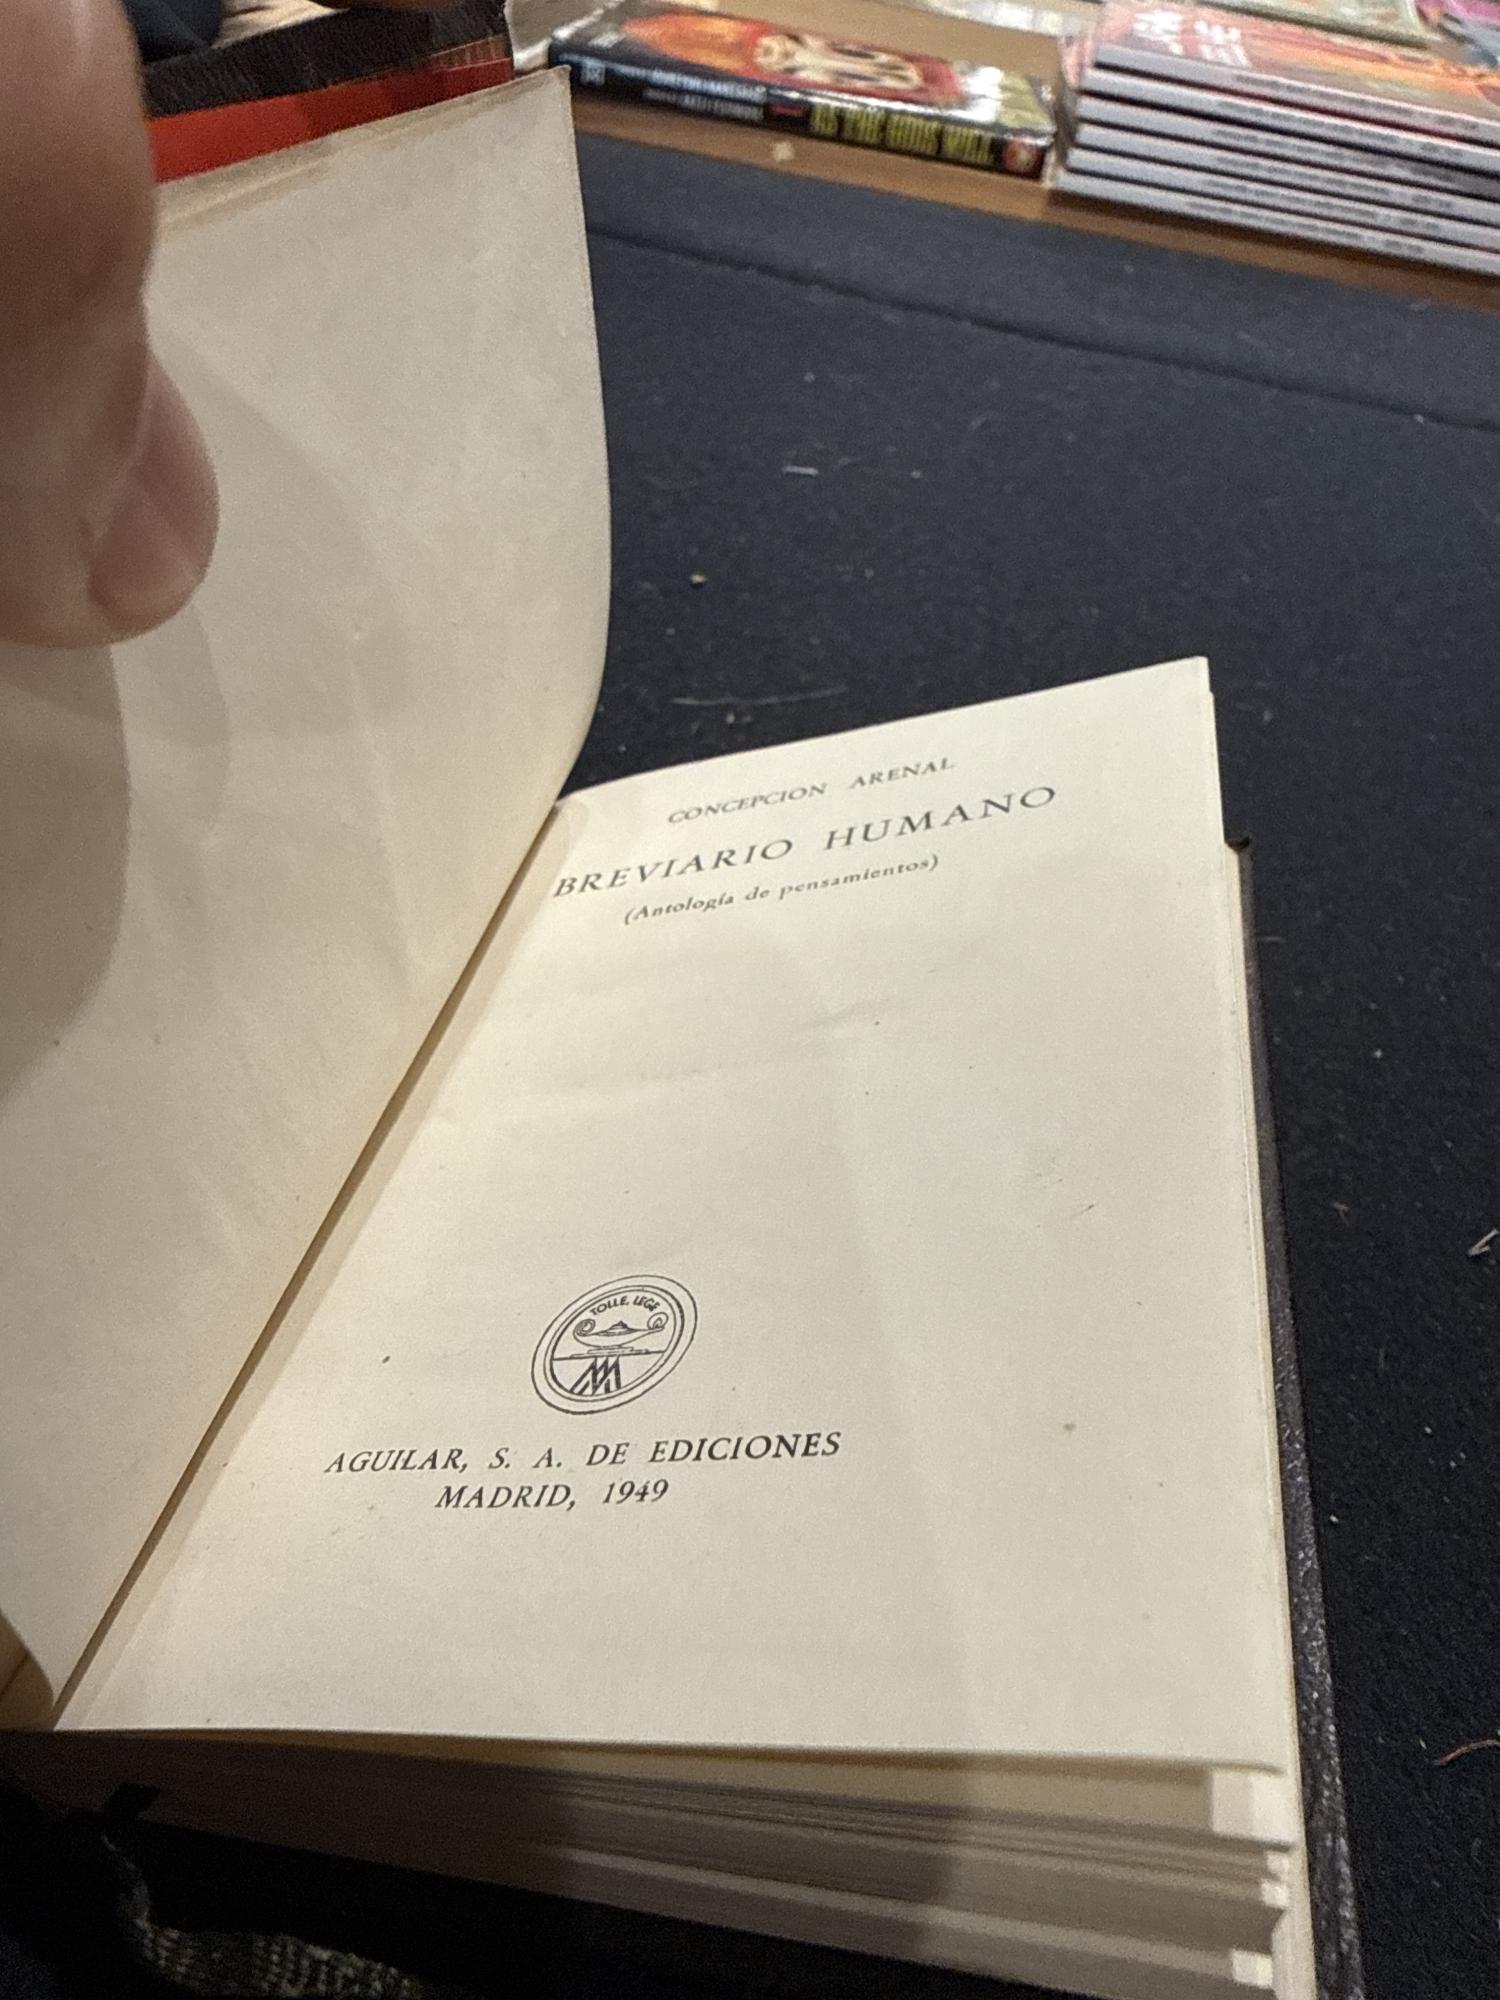 AS THE GODS WILL
CONCEPCION ARENAL
BREVIARIO HUMANO
(Antología de pensamientos)
TOLLE, LEGE
AGUILAR, S. A. DE EDICIONES
MADRID, 1949